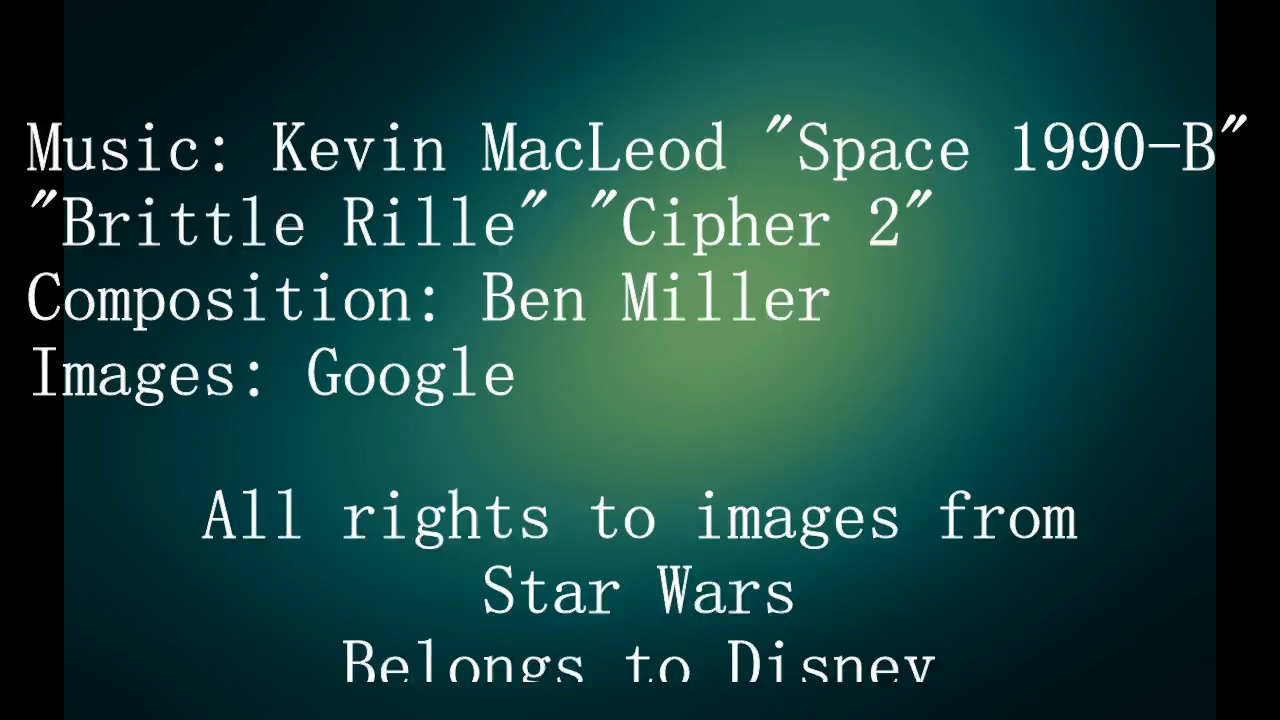 Music: Kevin MacLeod "Space 1990-B"
"Brittle Rille" "Cipher 2"
Composition: Ben Miller
Images: Google
All rights to images from
Star Wars
Belongs to Disney